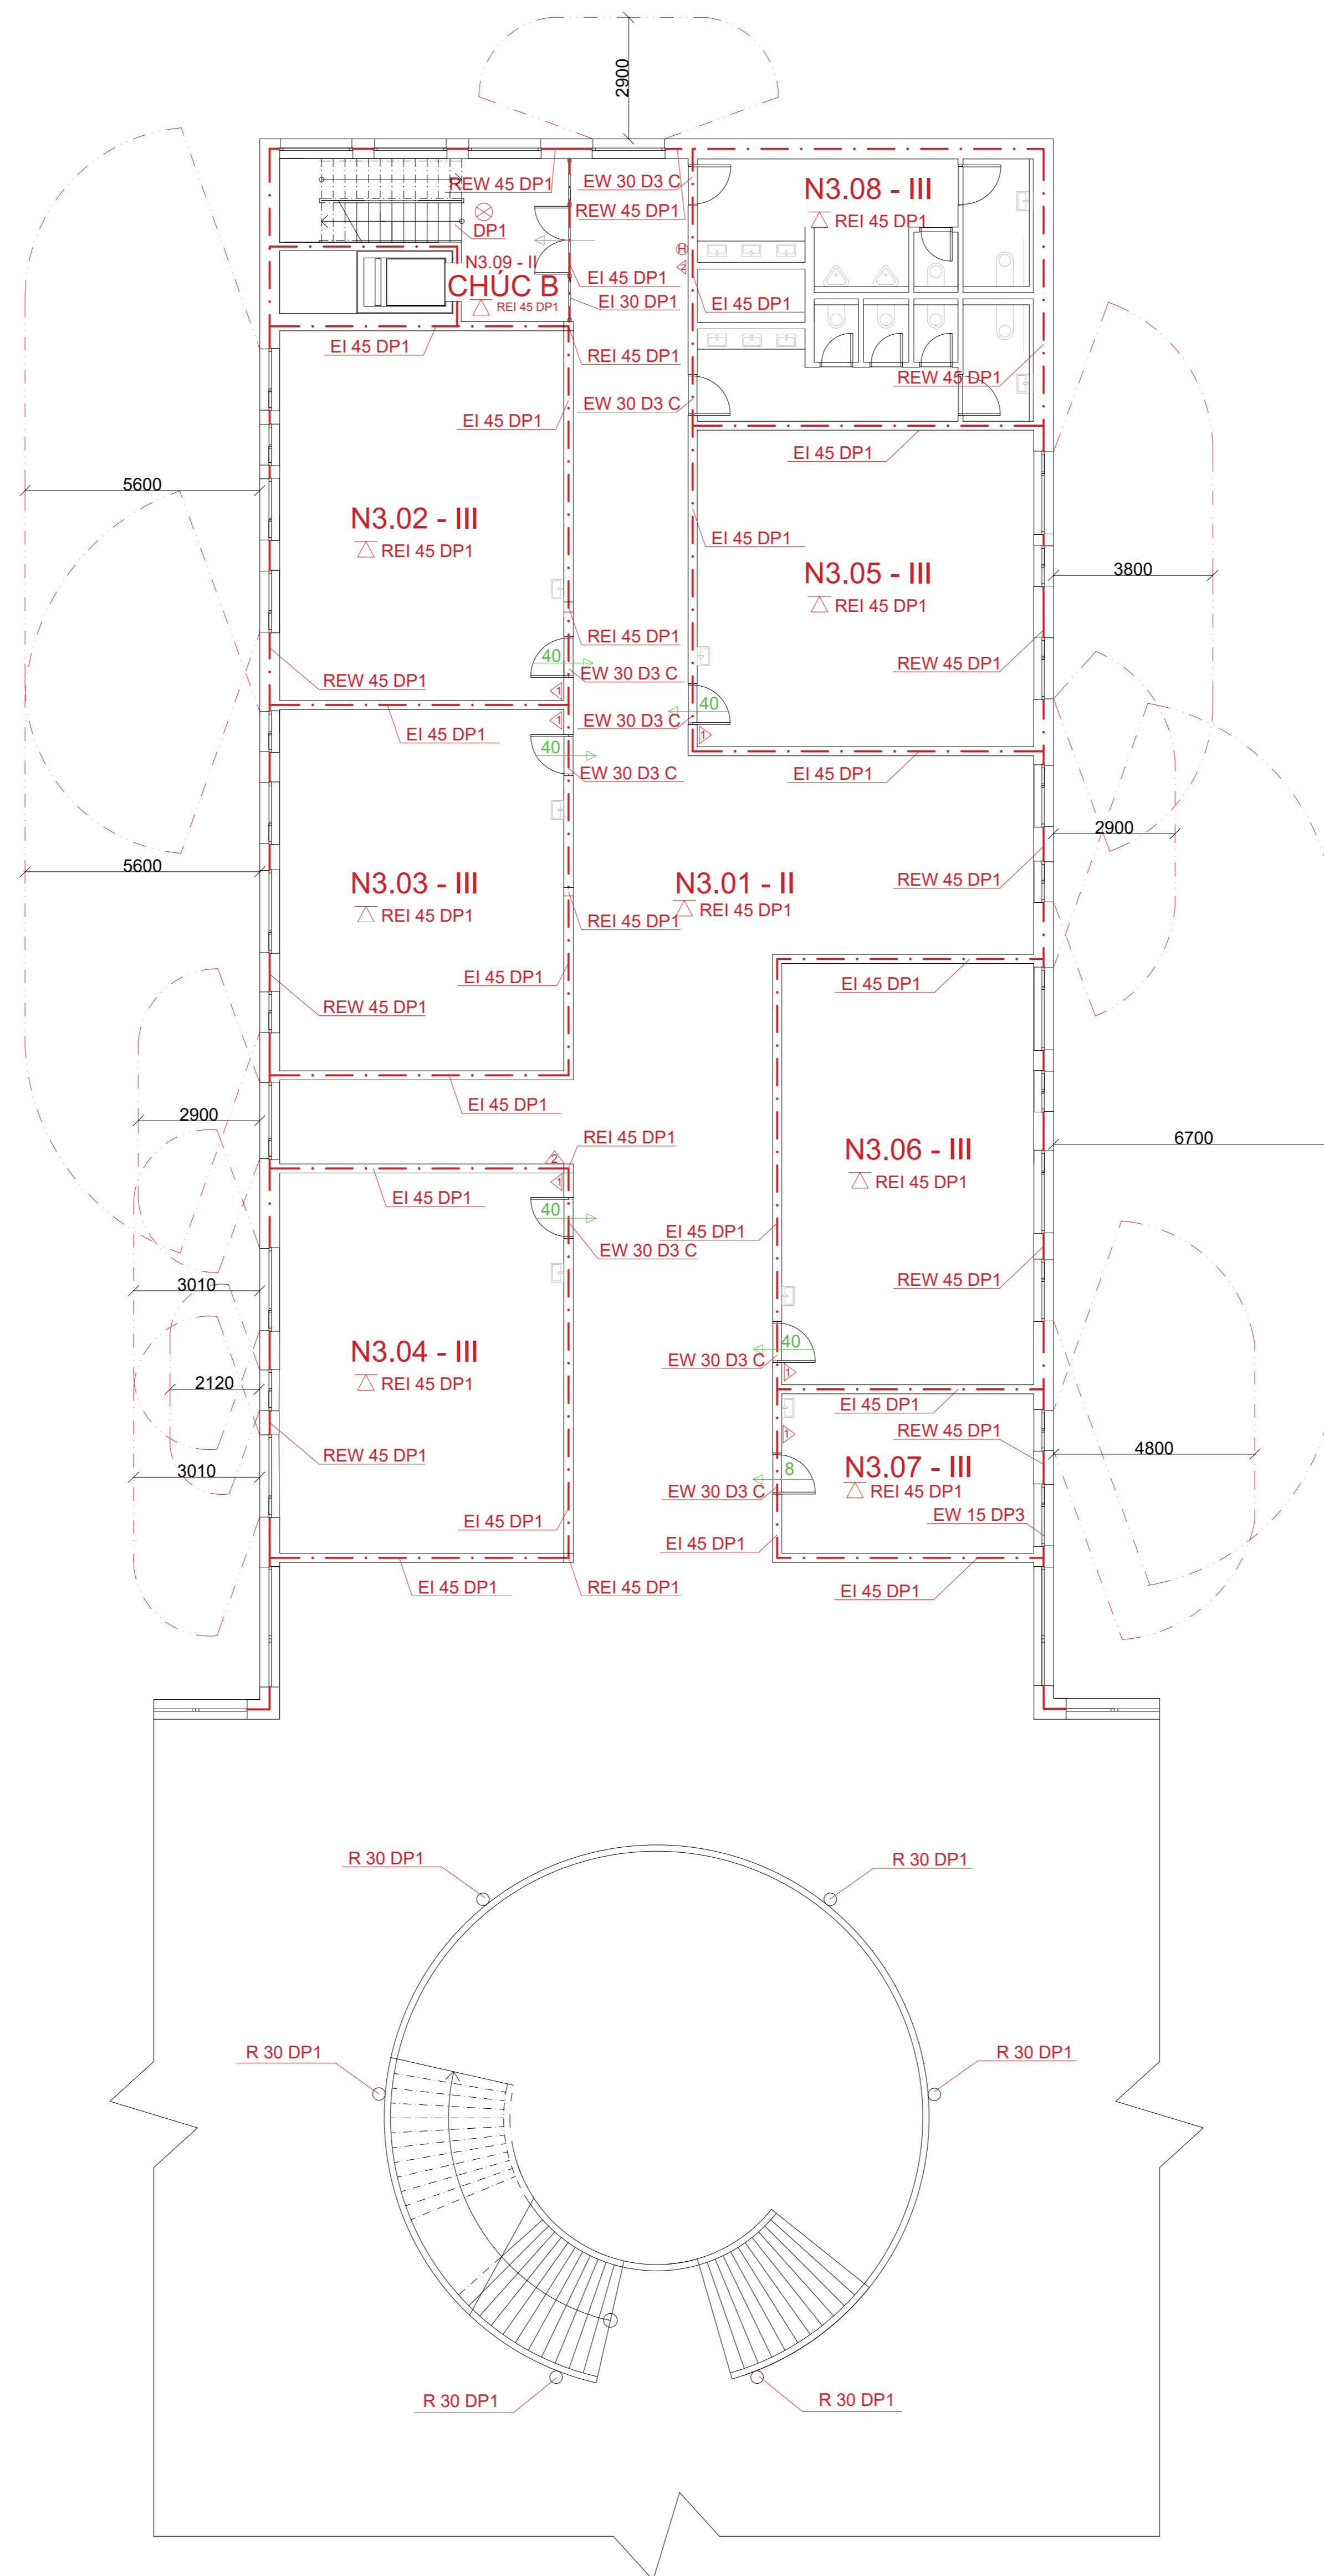 2900
REW 45 DP1
EW 30 D3 C
N3.08 - III
REW 45 DP1
REI 45 DP1
DP1
H
N3.09 - II
2
CHÚC B
EI 45 DP1
REI 45 DP1
EI 30 DP1
EI 45 DP1
EI 45 DP1
REI 45 DP1
REW 45 DP1
EW 30 D3 C
EI 45 DP1
EI 45 DP1
5600
N3.02 - III
REI 45 DP1
EI 45 DP1
N3.05 - III
3800
REI 45 DP1
REI 45 DP1
40
REW 45 DP1
EW 30 D3 C
REW 45 DP1
1
40
1
EW 30 D3 C
1
EI 45 DP1
40
EW 30 D3 C
EI 45 DP1
2900
5600
N3.03 - III
N3.01 - II
REW 45 DP1
REI 45 DP1
REI 45 DP1
REI 45 DP1
EI 45 DP1
EI 45 DP1
REW 45 DP1
EI 45 DP1
2900
REI 45 DP1
6700
2
N3.06 - III
1
REI 45 DP1
EI 45 DP1
40
EI 45 DP1
EW 30 D3 C
REW 45 DP1
3010
N3.04 - III
40
EW 30 D3 C
1
REI 45 DP1
2120
EI 45 DP1
REW 45 DP1
1
REW 45 DP1
4800
3010
N3.07 - III
8
EW 30 D3 C
REI 45 DP1
EI 45 DP1
EW 15 DP3
EI 45 DP1
EI 45 DP1
REI 45 DP1
EI 45 DP1
R 30 DP1
R 30 DP1
R 30 DP1
R 30 DP1
R 30 DP1
R 30 DP1